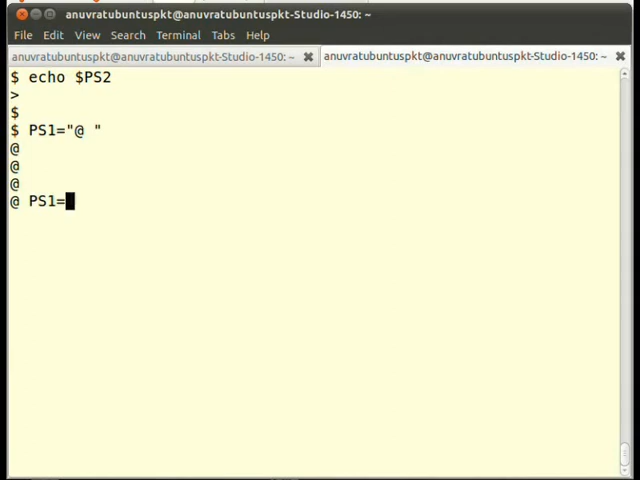 anuvratubuntuspkt@anuvratubuntuspkt-Studio-1450: ~
File Edit View Search Terminal Tabs Help
anuvratubuntuspkt@anuvratubuntuspkt-Studio-1450: ~ anuvratubuntuspkt@anuvratubuntuspkt-Studio-1450: ~
$ echo $PS2
>
$
$ PS1="@ "
@
@
@
@ PS1=